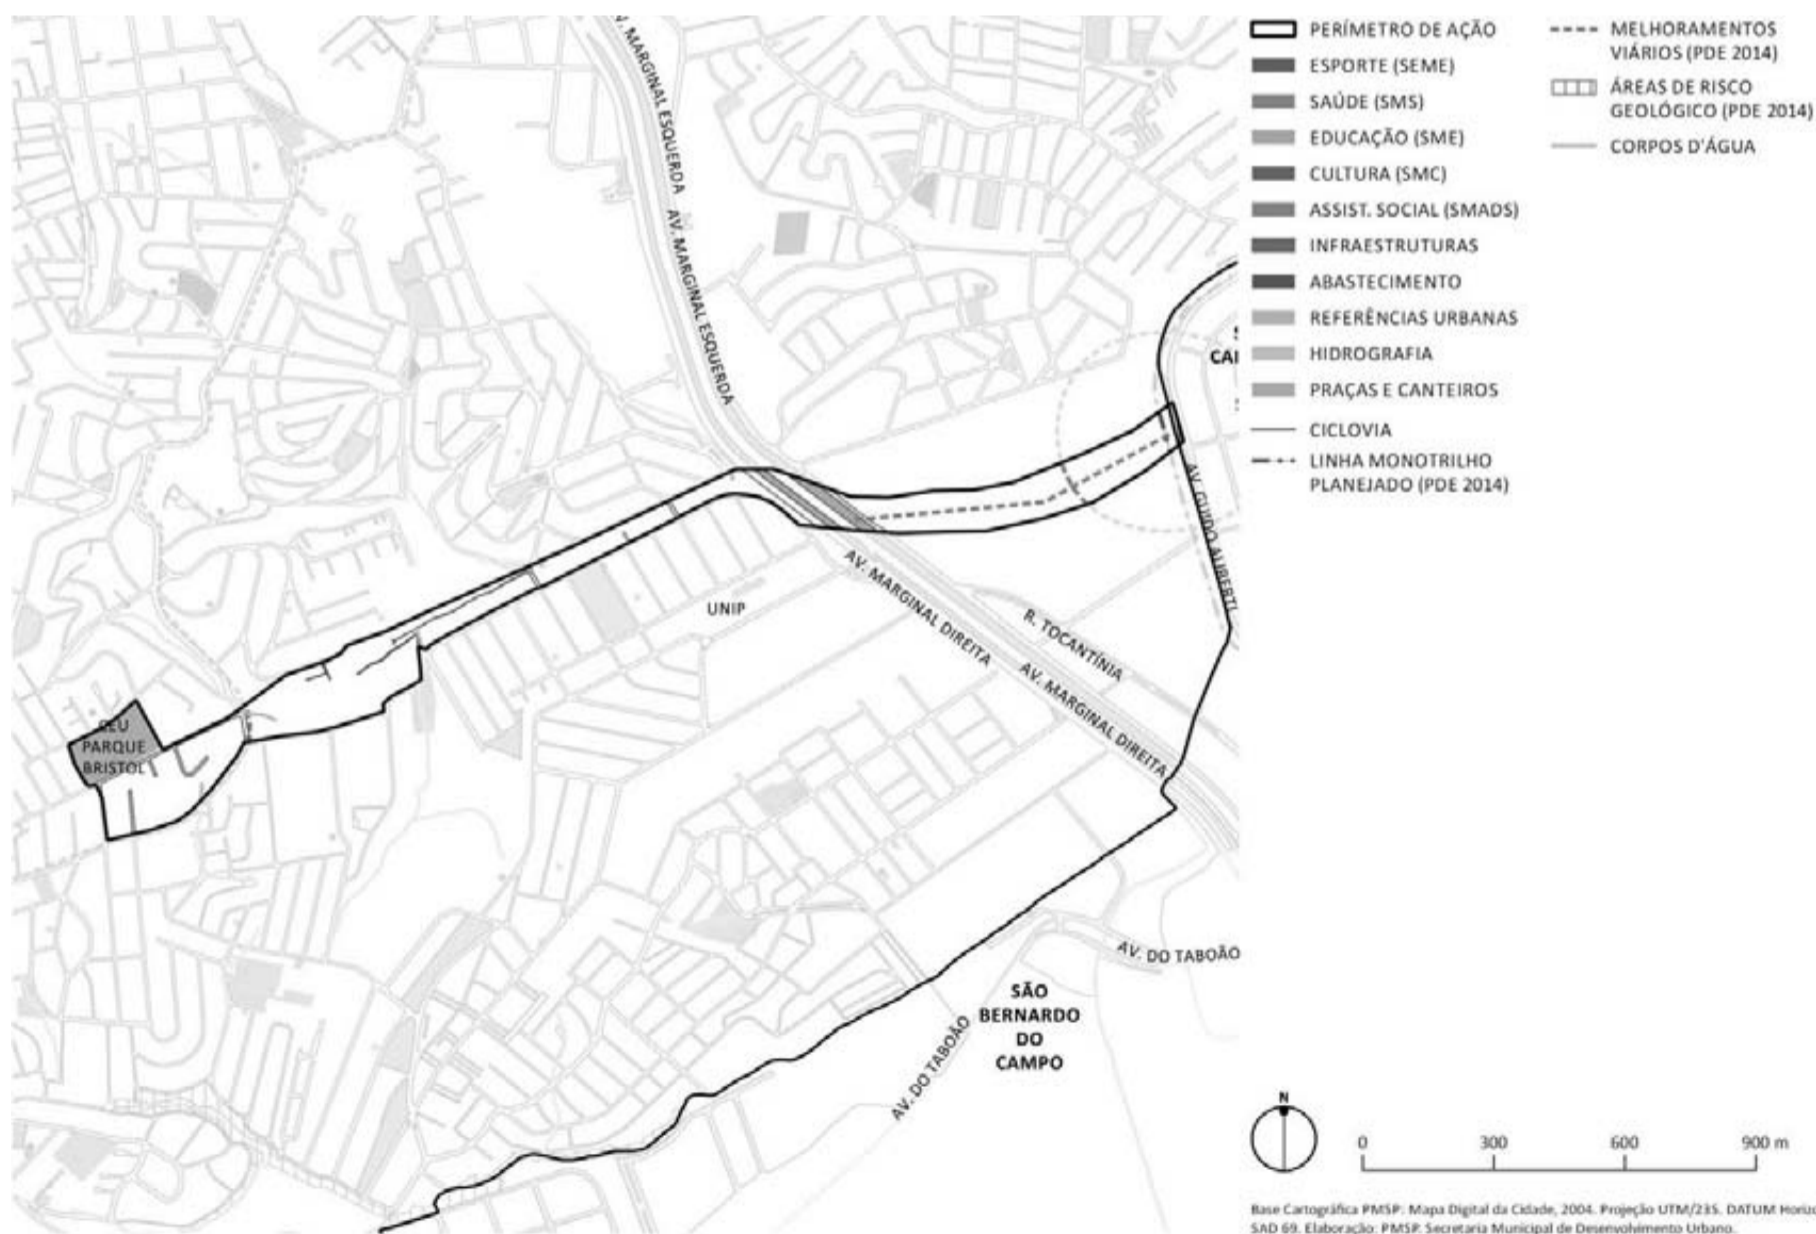 PERÍMETRO DE AÇÃO
ESPORTE (SEME)
SAÚDE (SMS)
EDUCAÇÃO (SME)
CULTURA (SMC)
ASSIST. SOCIAL (SMADS)
INFRAESTRUTURAS
ABASTECIMENTO
REFERÊNCIAS URBANAS
HIDROGRAFIA
PRAÇAS E CANTEIROS
CICLOVIA
LINHA MONOTRILHO
PLANEJADO (PDE 2014)
MELHORAMENTOS
VIÁRIOS (PDE 2014)
ÁREAS DE RISCO
GEOLÓGICO (PDE 2014)
CORPOS D'ÁGUA
V. MARGINAL ESQUERDA
AV. MARGINAL ESQUERDA
AV. GUIDO ALIBERTI
UNIP
AV. MARGINAL DIREITA
R. TOCANTÍNIA
AV. MARGINAL DIREITA
CEU
PARQUE
BRISTOL
AV. DO TABOÃO
SÃO
BERNARDO
DO
CAMPO
AV. DO TABOÃO
N
0 300 600 900 m
Base Cartográfica PMSP: Mapa Digital da Cidade, 2004. Projeção UTM/23S. DATUM
SAD 69. Elaboração: PMSP. Secretaria Municipal de Desenvolvimento Urbano.